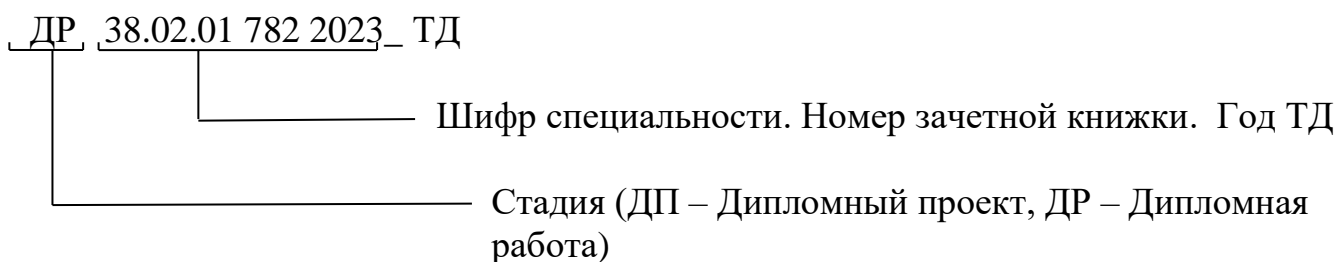 ДР 38.02.01 782 2023_ ТД
Шифр специальности. Номер зачетной книжки. Год ТД
Стадия (ДП – Дипломный проект, ДР – Дипломная
работа)